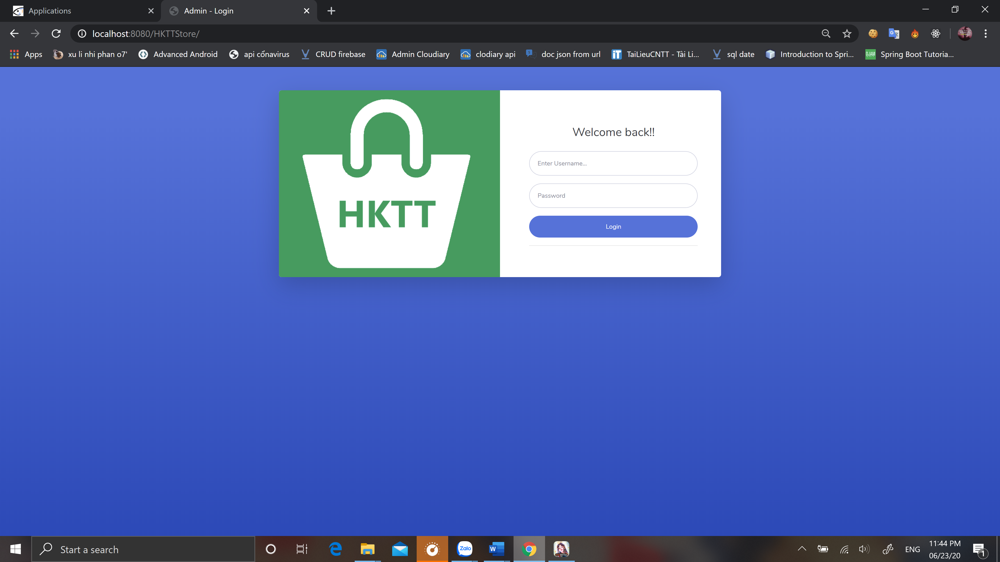 Applications
Admin - Login
localhost:8080/HKTTStore/
Apps
xu li nhi phan o7'
Advanced Android
api cổnavirus
CRUD firebase
Admin Cloudiary
clodiary api
doc json from url
TaiLieuCNTT - Tài Li...
sql date
Introduction to Spri...
Spring Boot Tutoria...
HKTT
Welcome back!!
Enter Username...
Password
Login
Start a search
Zalo
W
ENG
11:44 PM
06/23/20
1